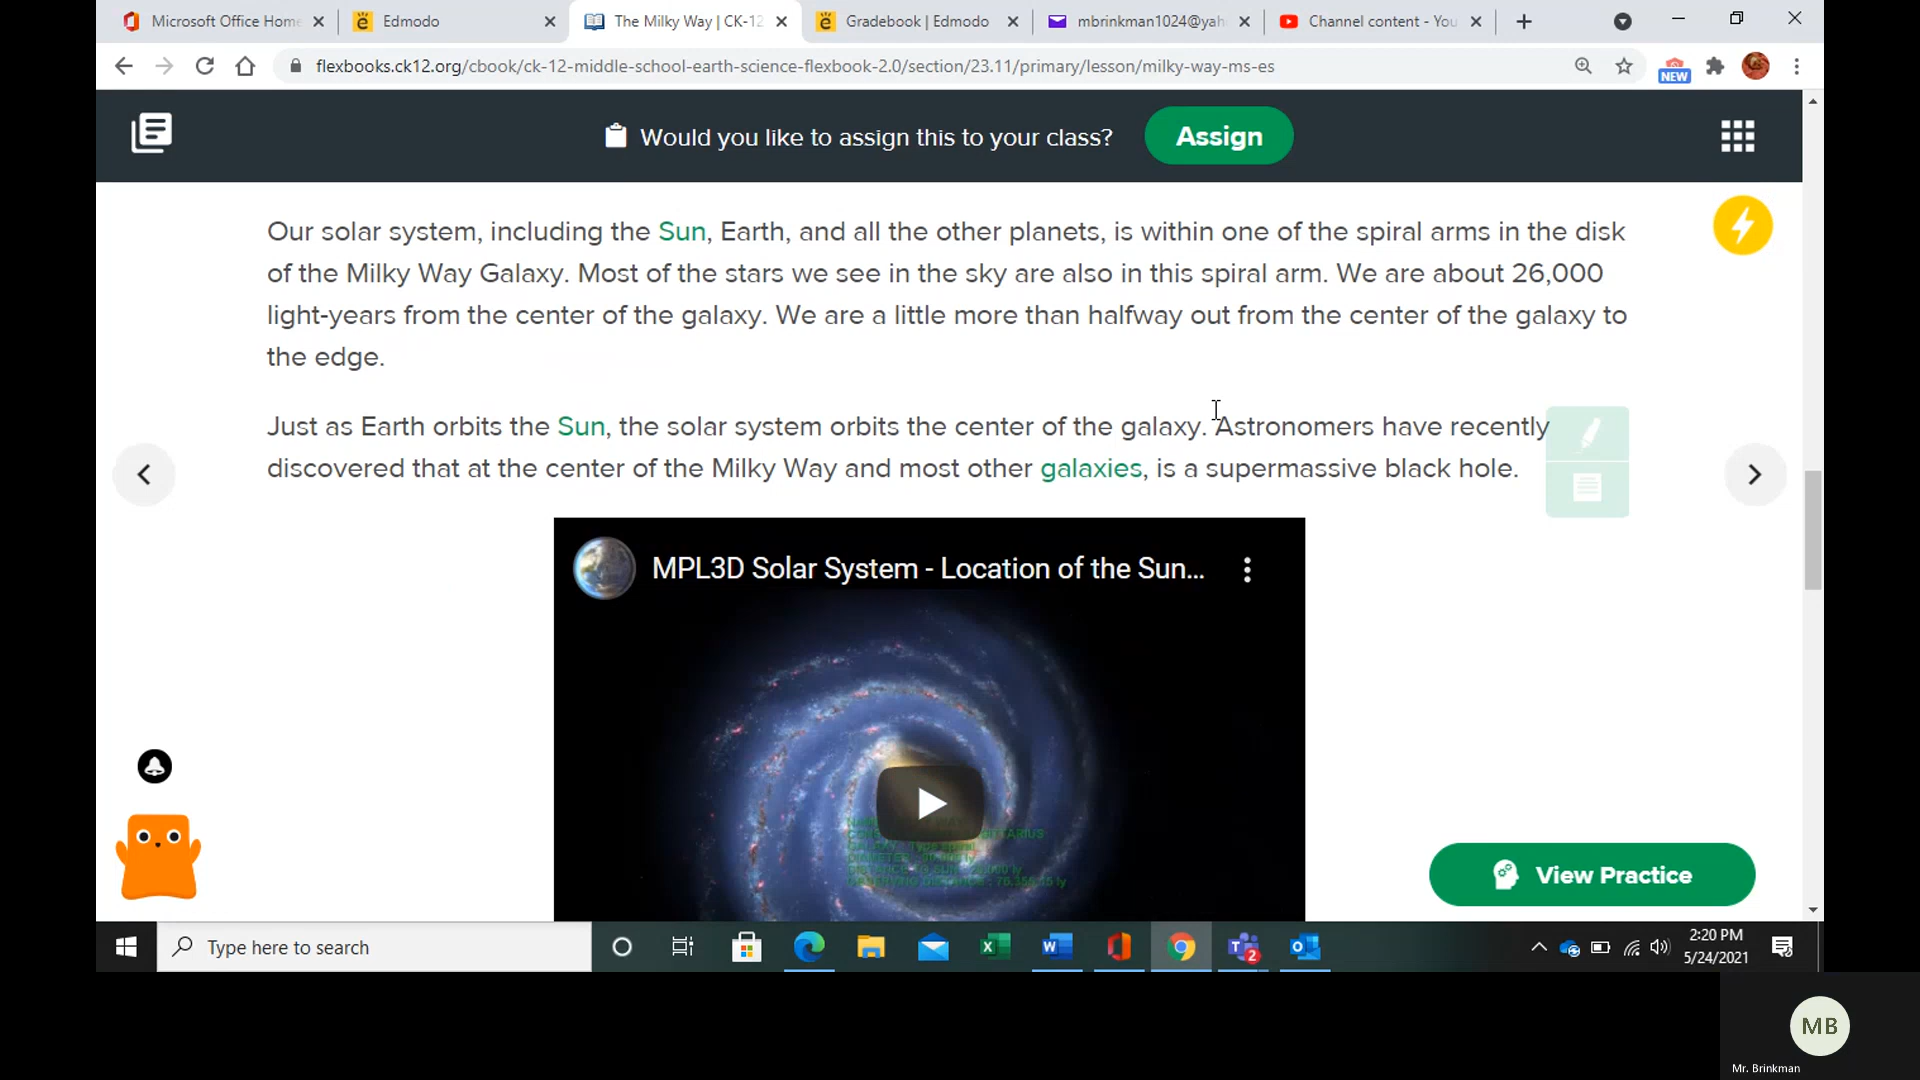 Microsoft Office Home
Edmodo
The Milky Way | CK-12
Gradebook | Edmodo
mbrinkman1024@yah
Channel content - You
flexbooks.ck12.org/cbook/ck-12-middle-school-earth-science-flexbook-2.0/section/23.11/primary/lesson/milky-way-ms-es
NEW
Would you like to assign this to your class?
Assign
Our solar system, including the Sun, Earth, and all the other planets, is within one of the spiral arms in the disk
of the Milky Way Galaxy. Most of the stars we see in the sky are also in this spiral arm. We are about 26,000
light-years from the center of the galaxy. We are a little more than halfway out from the center of the galaxy to
the edge.
Just as Earth orbits the Sun, the solar system orbits the center of the galaxy. Astronomers have recently
discovered that at the center of the Milky Way and most other galaxies, is a supermassive black hole.
MPL3D Solar System - Location of the Sun...
View Practice
Type here to search
2
2:20 PM
5/24/2021
MB
Mr. Brinkman